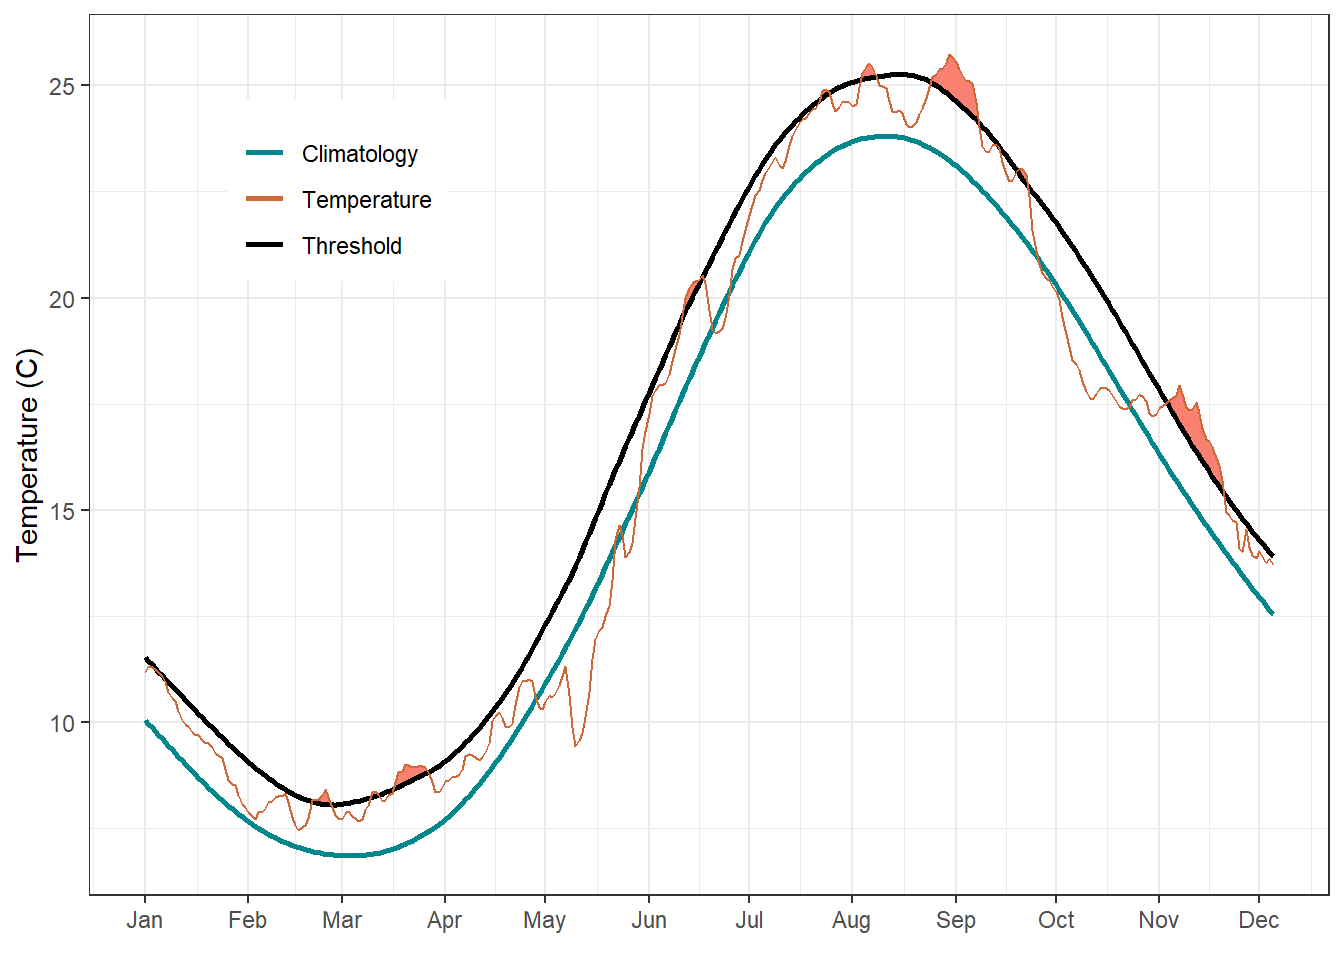 25
20
15
10
Temperature (C)
Climatology
Temperature
Threshold
Jan Feb Mar Apr May Jun Jul Aug Sep Oct Nov Dec